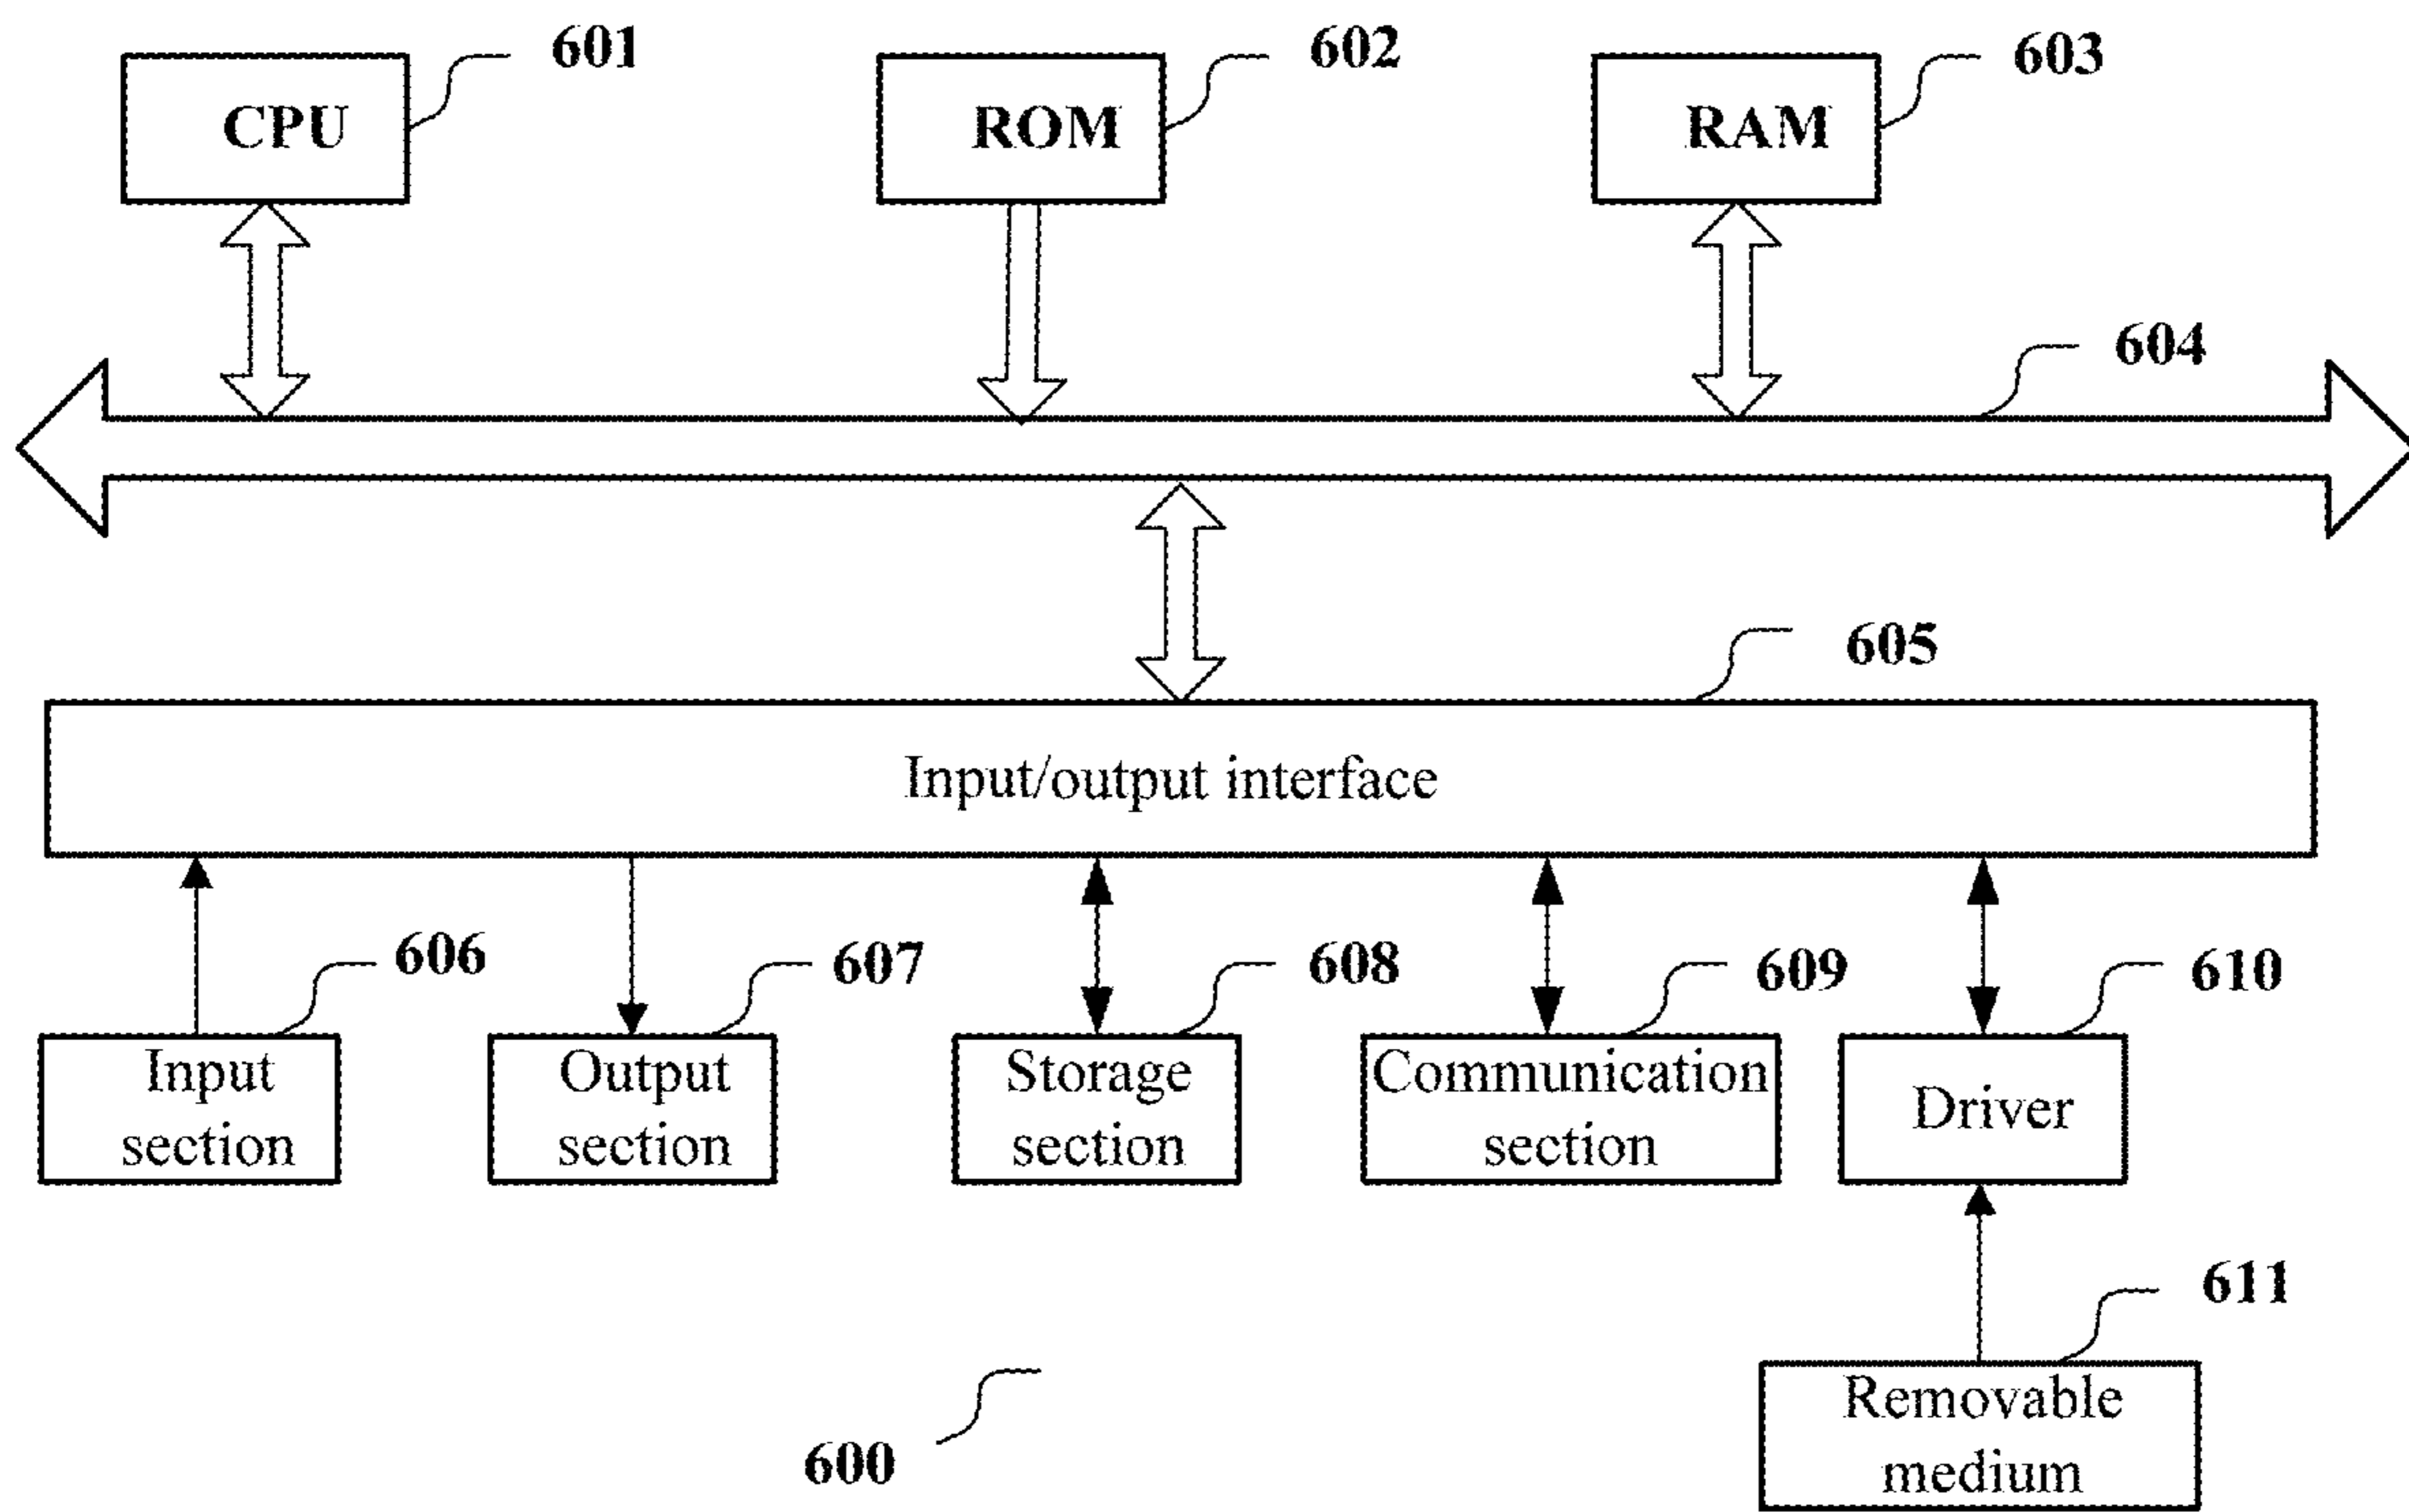 601
602
603
CPU
ROM
RAM
604
605
Input/output interface
606
607
608
609
610
Input
section
Output
section
Storage
section
Communication
section
Driver
611
600
Removable
medium